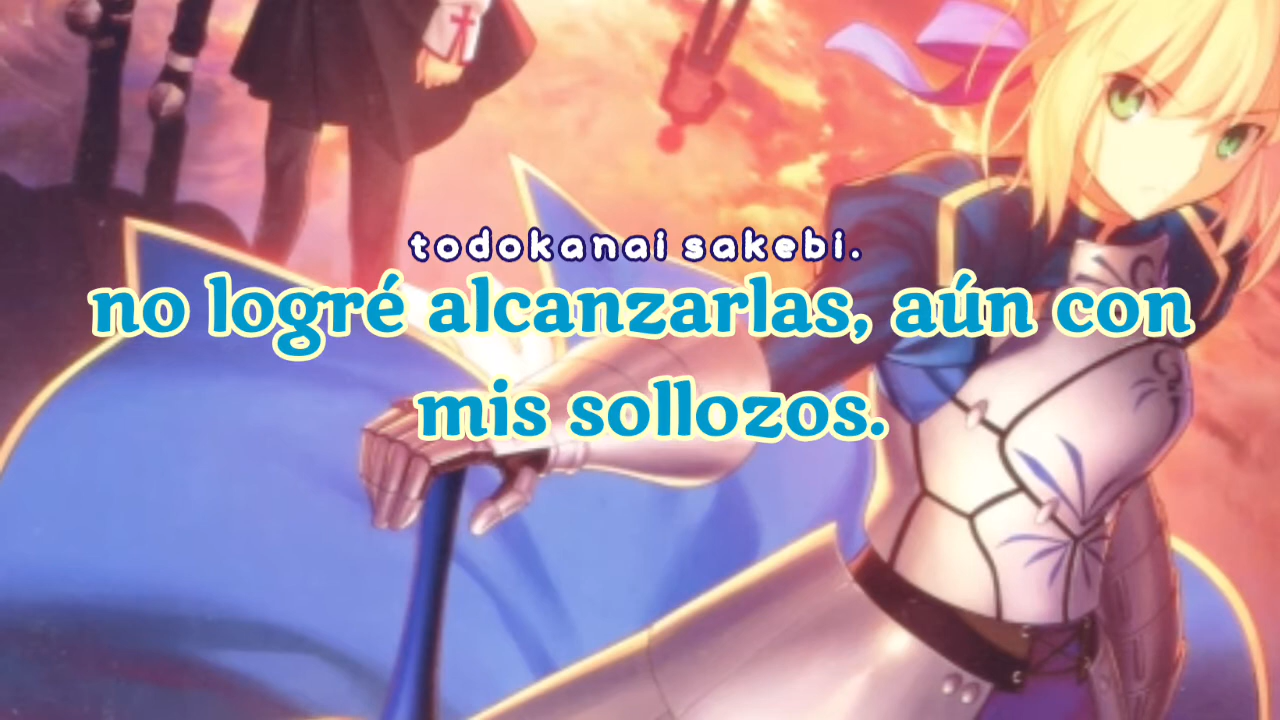 todokanai sakebi.
no logré alcanzarlas, aún con
mis sollozos.